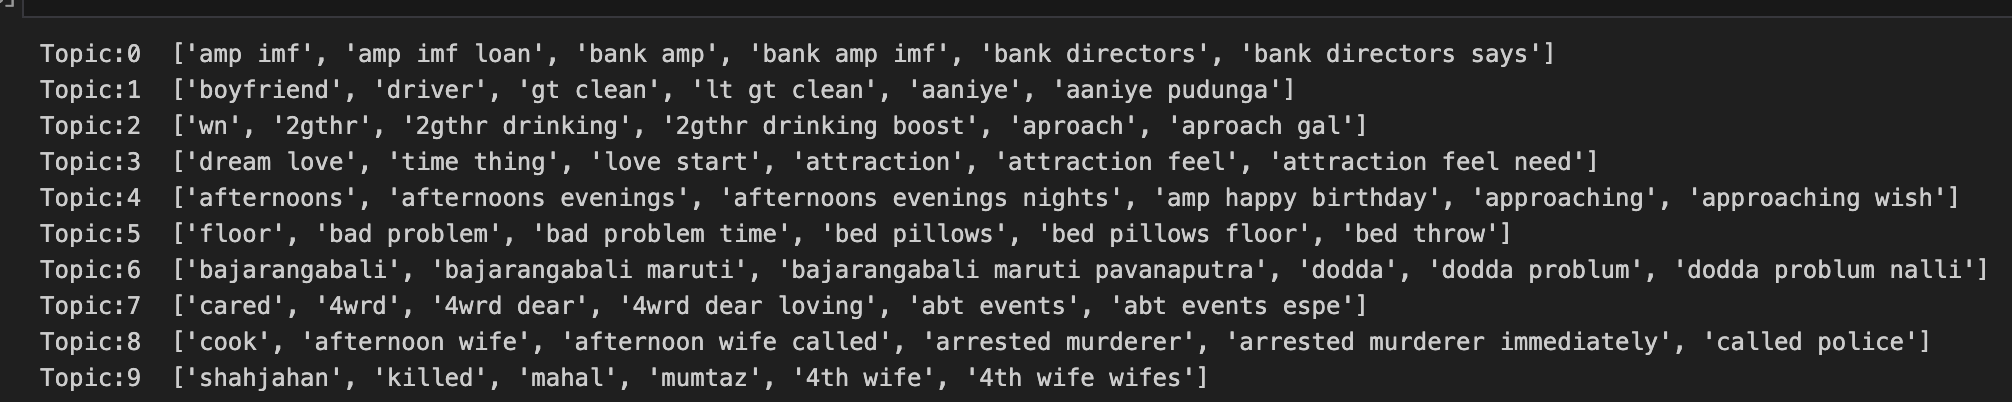 Topic:0  ['amp imf', 'amp imf loan', 'bank amp', 'bank amp imf', 'bank directors', 'bank directors says']
Topic:1  ['boyfriend', 'driver', 'gt clean', 'lt gt clean', 'aaniye', 'aaniye pudunga']
Topic:2  ['wn', '2gthr', '2gthr drinking', '2gthr drinking boost', 'aproach', 'aproach gal']
Topic:3  ['dream love', 'time thing', 'love start', 'attraction', 'attraction feel', 'attraction feel need']
Topic:4  ['afternoons', 'afternoons evenings', 'afternoons evenings nights', 'amp happy birthday', 'approaching', 'approaching wish']
Topic:5  ['floor', 'bad problem', 'bad problem time', 'bed pillows', 'bed pillows floor', 'bed throw']
Topic:6  ['bajarangabali', 'bajarangabali maruti', 'bajarangabali maruti pavanaputra', 'dodda', 'dodda problum', 'dodda problum nalli']
Topic:7  ['cared', '4wrd', '4wrd dear', '4wrd dear loving', 'abt events', 'abt events espe']
Topic:8  ['cook', 'afternoon wife', 'afternoon wife called', 'arrested murderer', 'arrested murderer immediately', 'called police']
Topic:9  ['shahjahan', 'killed', 'mahal', 'mumtaz', '4th wife', '4th wife wifes']